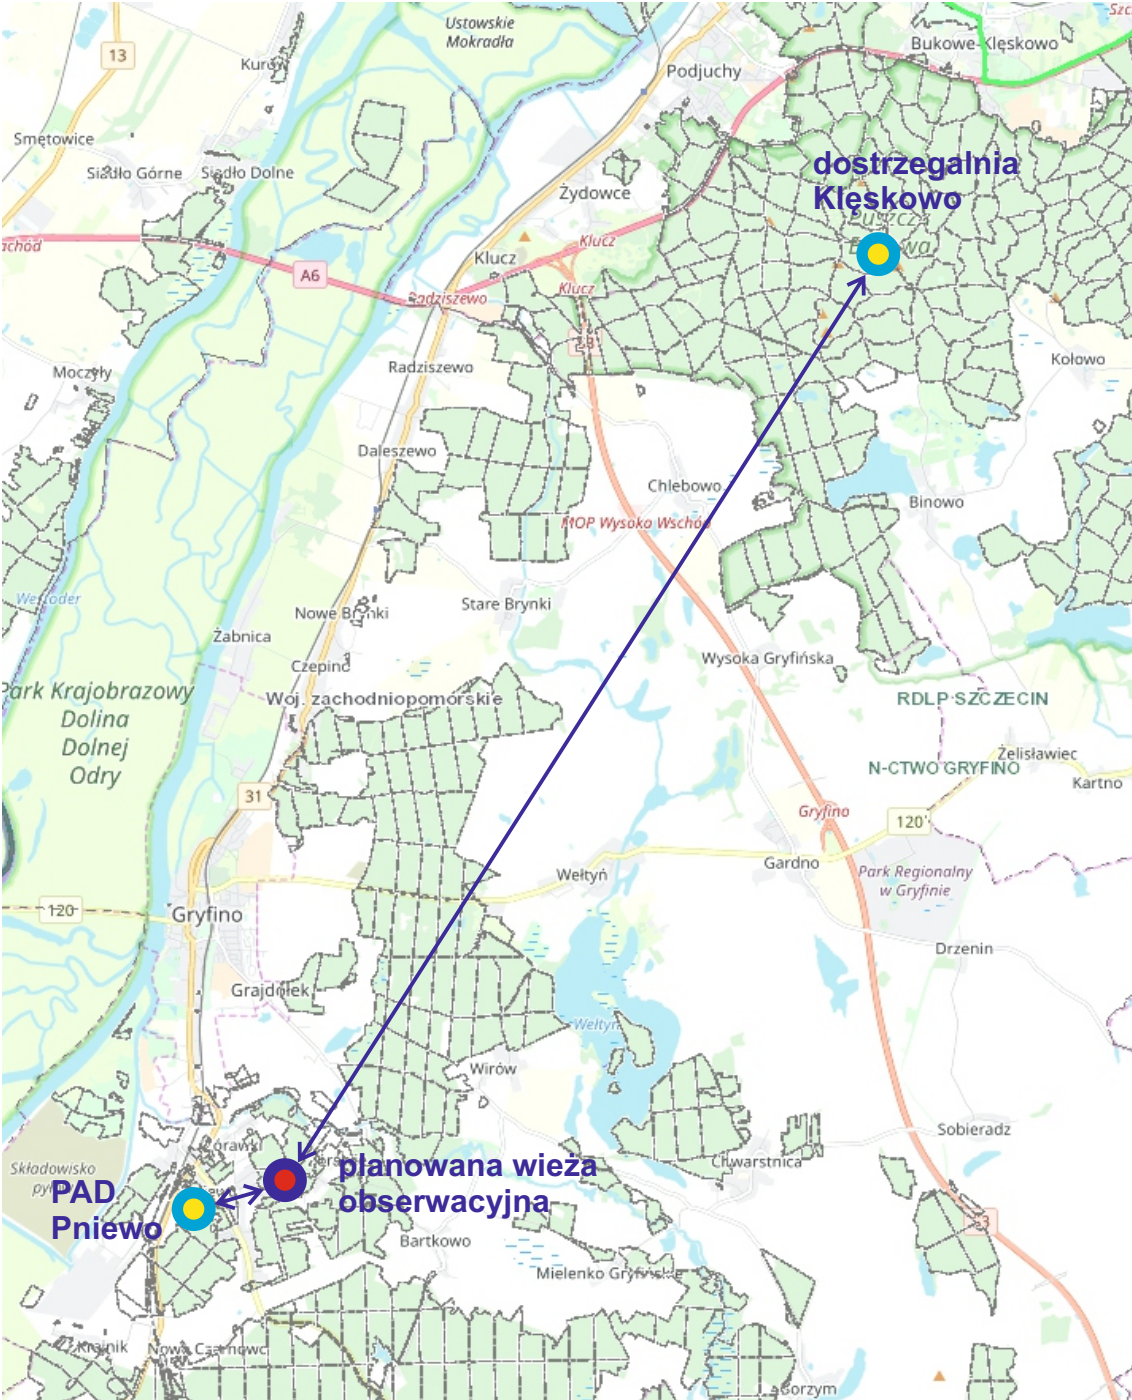 Ustowskie
Mokradła
Bukowe-Klęskowo
13
Podjuchy
Smętowice
Siadło Górne
Siadło Dolne
dostrzegalnia
Klęskowo
Żydowce
Klucz
Klucz
A6
Klucz
Radziszewo
Kołowo
Radziszewo
Moczyły
Daleszewo
Chlebowo
Binowo
MOP Wysoka Wschód
Nowe Brynki
Stare Brynki
Żabnica
Czepino
Wysoka Gryfińska
Park Krajobrazowy
Dolina
Dolnej
Odry
Woj. zachodniopomorskie
RDLP SZCZECIN
Żelisławiec
N-CTWO GRYFINO
Kartno
31
Gryfino
120
Gardno
Wełtyń
Park Regionalny
w Gryfinie
120
Gryfino
Drzenin
Grajdołek
Wełtyń
Wirów
Sobieradz
Chwarstnica
Składowisko
planowana wieża
obserwacyjna
PAD
Pniewo
Bartkowo
Mielenko Gryfińskie
Krajnik
Nowe Czarnowo
Borzym